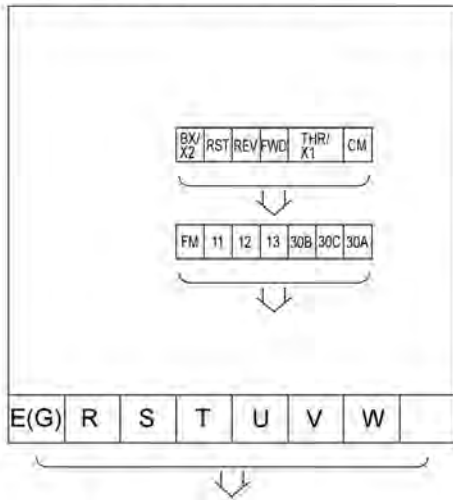 BX/ X2 RST REV FWD THR/ X1 CM
FM 11 12 13 30B 30C 30A
E(G) R S T U V W